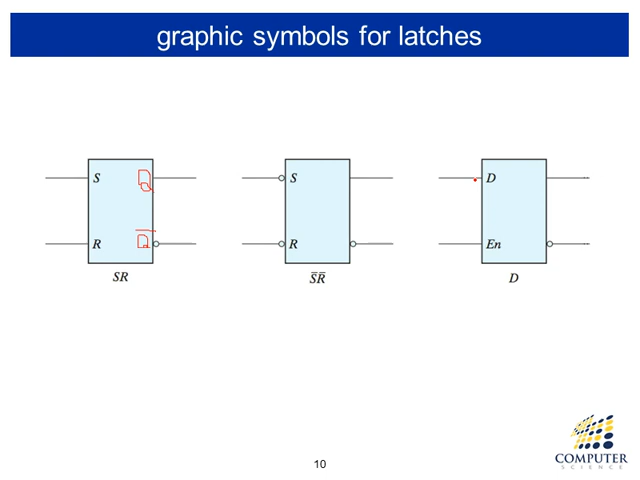 graphic symbols for latches
S Q
R Q̅
SR
S
R
S̅R̅
D
En
D
10
COMPUTER
SCIENCE